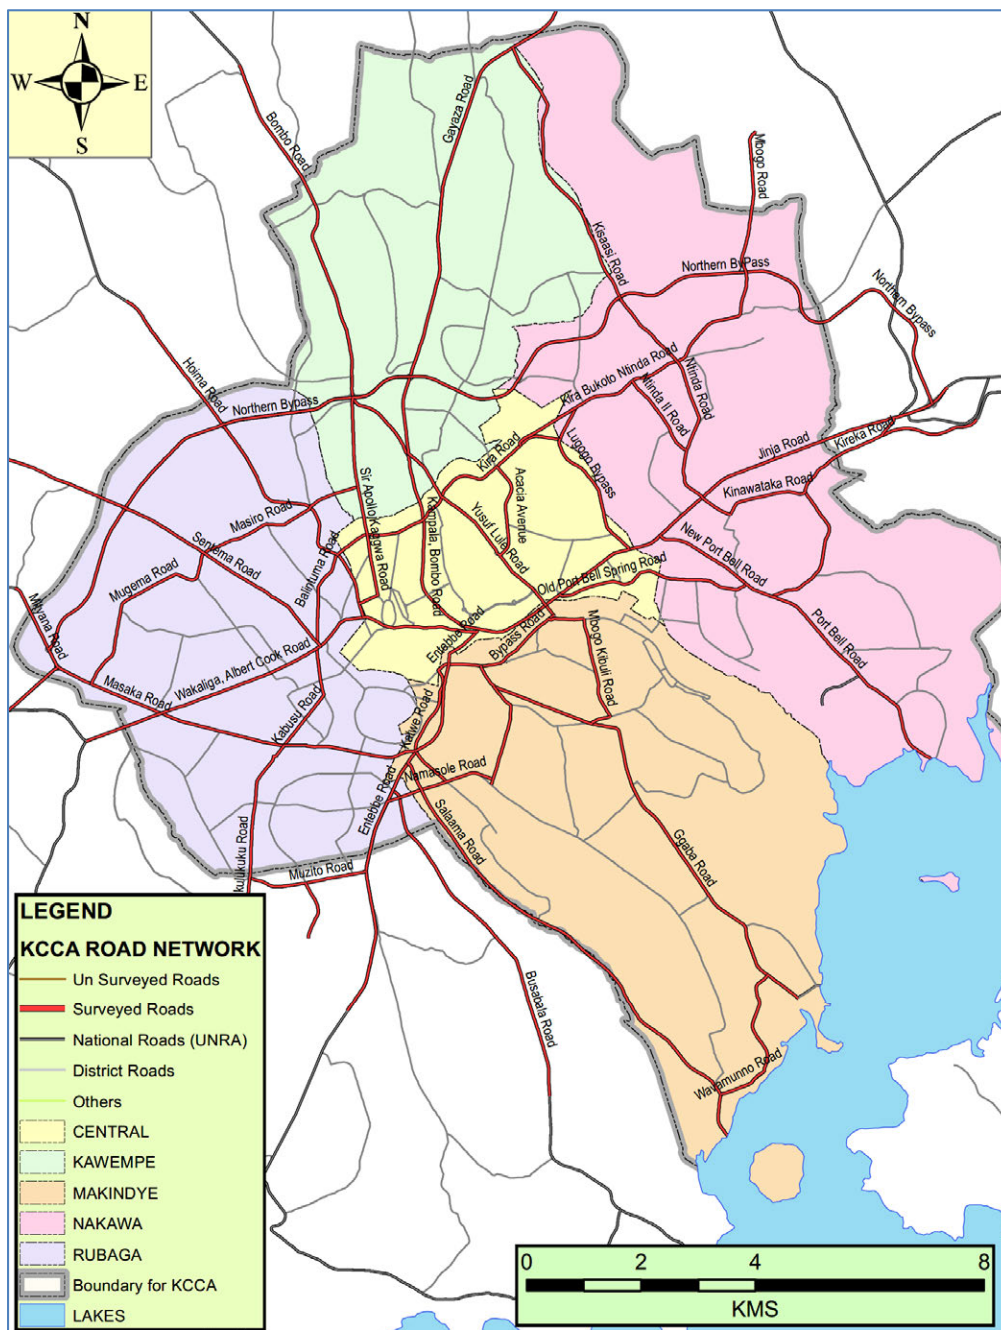 N
W E
S
Bombo Road
Gayaza Road
Mbogo Road
Kisaasi Road
Northern ByPass
Northern Bypass
Hoima Road
Northern Bypass
Kira Bukoto Ntinda Road
Ntinda Road
Ntinda II Road
Kira Road
Lugogo Bypass
Jinja Road
Kireka Road
Acacia Avenue
Kinawataka Road
Sir Apollo Kaggwa Road
Masiro Road
Kampala, Bombo Road
Yusuf Lule Road
Sentema Road
Balintuma Road
New Port Bell Road
Mugema Road
Old Port Bell Spring Road
Mityana Road
Entebbe Road
Bypass Road
Mbogo Kibuli Road
Port Bell Road
Wakaliga, Albert Cook Road
Masaka Road
Kabusu Road
Katwe Road
Namasole Road
Entebbe Road
Salaama Road
Ggaba Road
kujjukuku Road
Muzito Road
Busabala Road
Wavamunno Road
LEGEND
KCCA ROAD NETWORK
Un Surveyed Roads
Surveyed Roads
National Roads (UNRA)
District Roads
Others
CENTRAL
KAWEMPE
MAKINDYE
NAKAWA
RUBAGA
Boundary for KCCA
LAKES
0 2 4 8
KMS